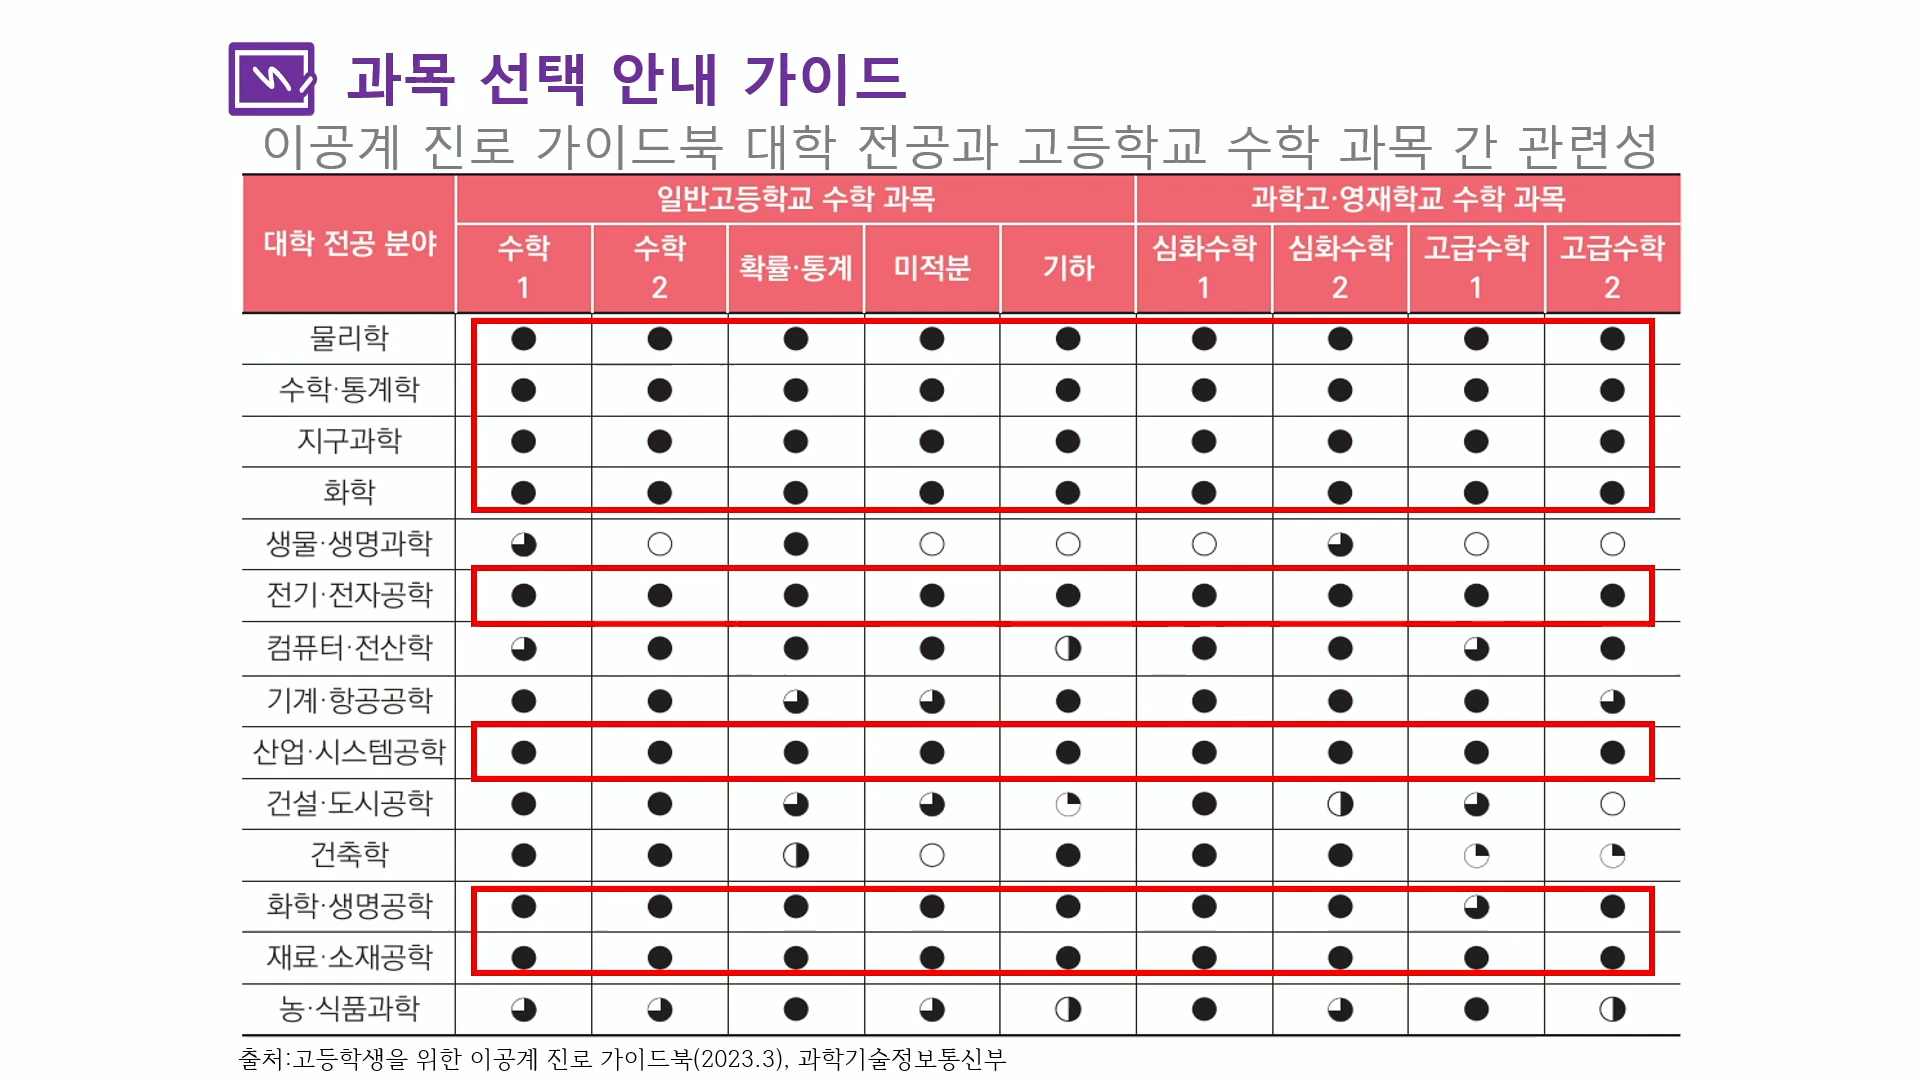 과목 선택 안내 가이드
이공계 진로 가이드북 대학 전공과 고등학교 수학 과목 간 관련성
대학 전공 분야 일반고등학교 수학 과목 과학고·영재학교 수학 과목
수학 1 수학 2 확률·통계 미적분 기하 심화수학 1 심화수학 2 고급수학 1 고급수학 2
물리학 ● ● ● ● ● ● ● ● ●
수학·통계학 ● ● ● ● ● ● ● ● ●
지구과학 ● ● ● ● ● ● ● ● ●
화학 ● ● ● ● ● ● ● ● ●
생물·생명과학 ◕ ○ ● ○ ○ ○ ◕ ○ ○
전기·전자공학 ● ● ● ● ● ● ● ● ●
컴퓨터·전산학 ◕ ● ● ● ◑ ● ● ◕ ●
기계·항공공학 ● ● ◕ ◕ ● ● ● ● ◕
산업·시스템공학 ● ● ● ● ● ● ● ● ●
건설·도시공학 ● ● ◕ ◕ ◔ ● ◑ ◕ ○
건축학 ● ● ◑ ○ ● ● ● ◔ ◔
화학·생명공학 ● ● ● ● ● ● ● ◕ ●
재료·소재공학 ● ● ● ● ● ● ● ● ●
농·식품과학 ◕ ◕ ● ◕ ◑ ● ◕ ● ◑
출처:고등학생을 위한 이공계 진로 가이드북(2023.3), 과학기술정보통신부